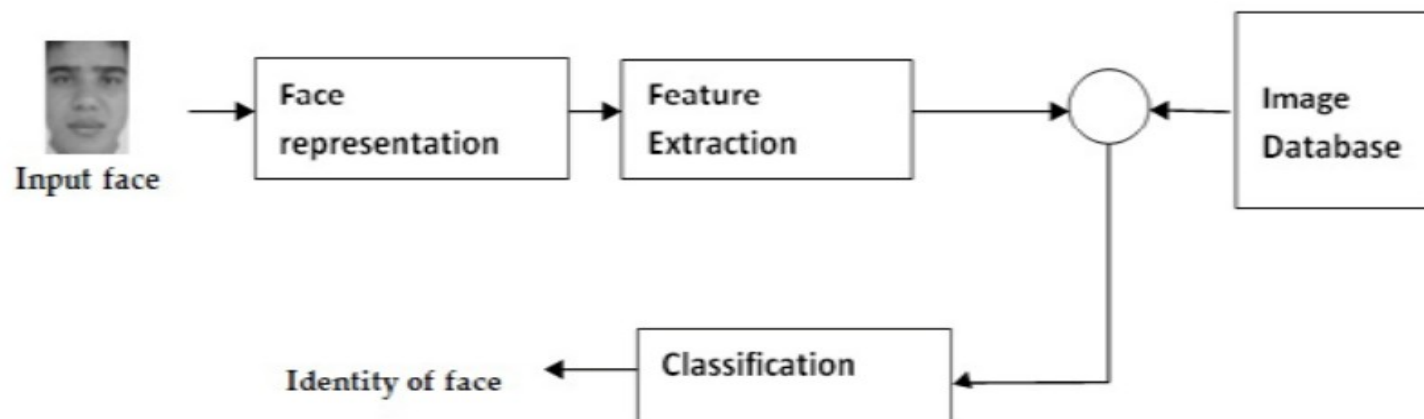 Input face
Face
representation
Feature
Extraction
Image
Database
Classification
Identity of face